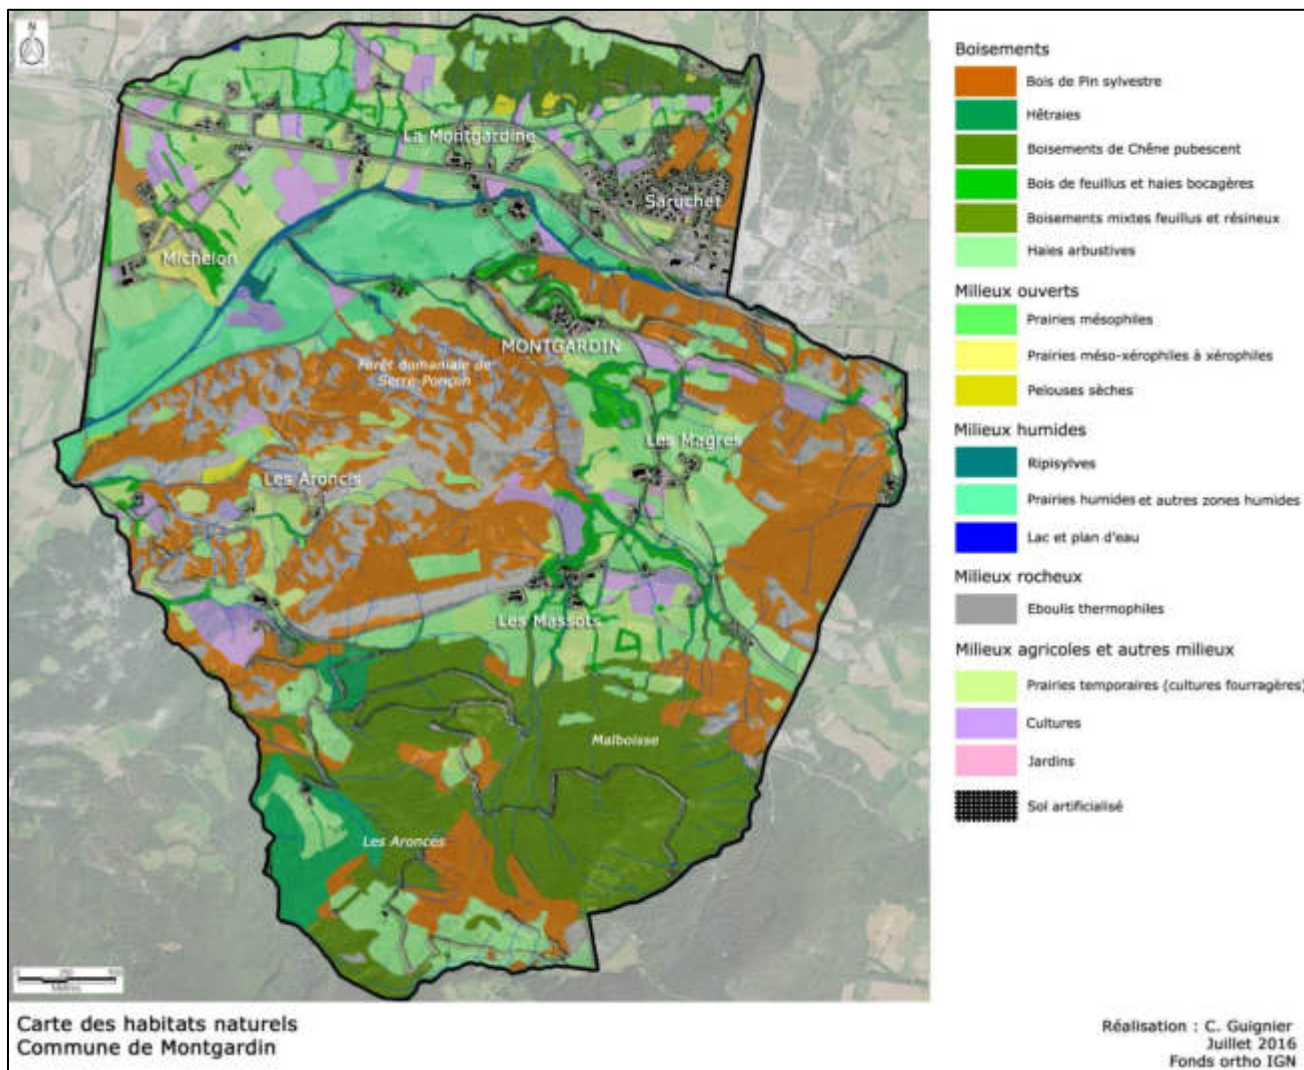 N
La Montgardine
Saruchet
Michelon
MONTGARDIN
Forêt domaniale de
Serre-Ponçon
Les Magres
Les Aroncis
Les Massots
Malboisse
Les Aronces
Boisements
Bois de Pin sylvestre
Hêtraies
Boisements de Chêne pubescent
Bois de feuillus et haies bocagères
Boisements mixtes feuillus et résineux
Haies arbustives
Milieux ouverts
Prairies mésophiles
Prairies méso-xérophiles à xérophiles
Pelouses sèches
Milieux humides
Ripisylves
Prairies humides et autres zones humides
Lac et plan d'eau
Milieux rocheux
Eboulis thermophiles
Milieux agricoles et autres milieux
Prairies temporaires (cultures fourragères)
Cultures
Jardins
Sol artificialisé
Carte des habitats naturels
Commune de Montgardin
Réalisation : C. Guignier
Juillet 2016
Fonds ortho IGN